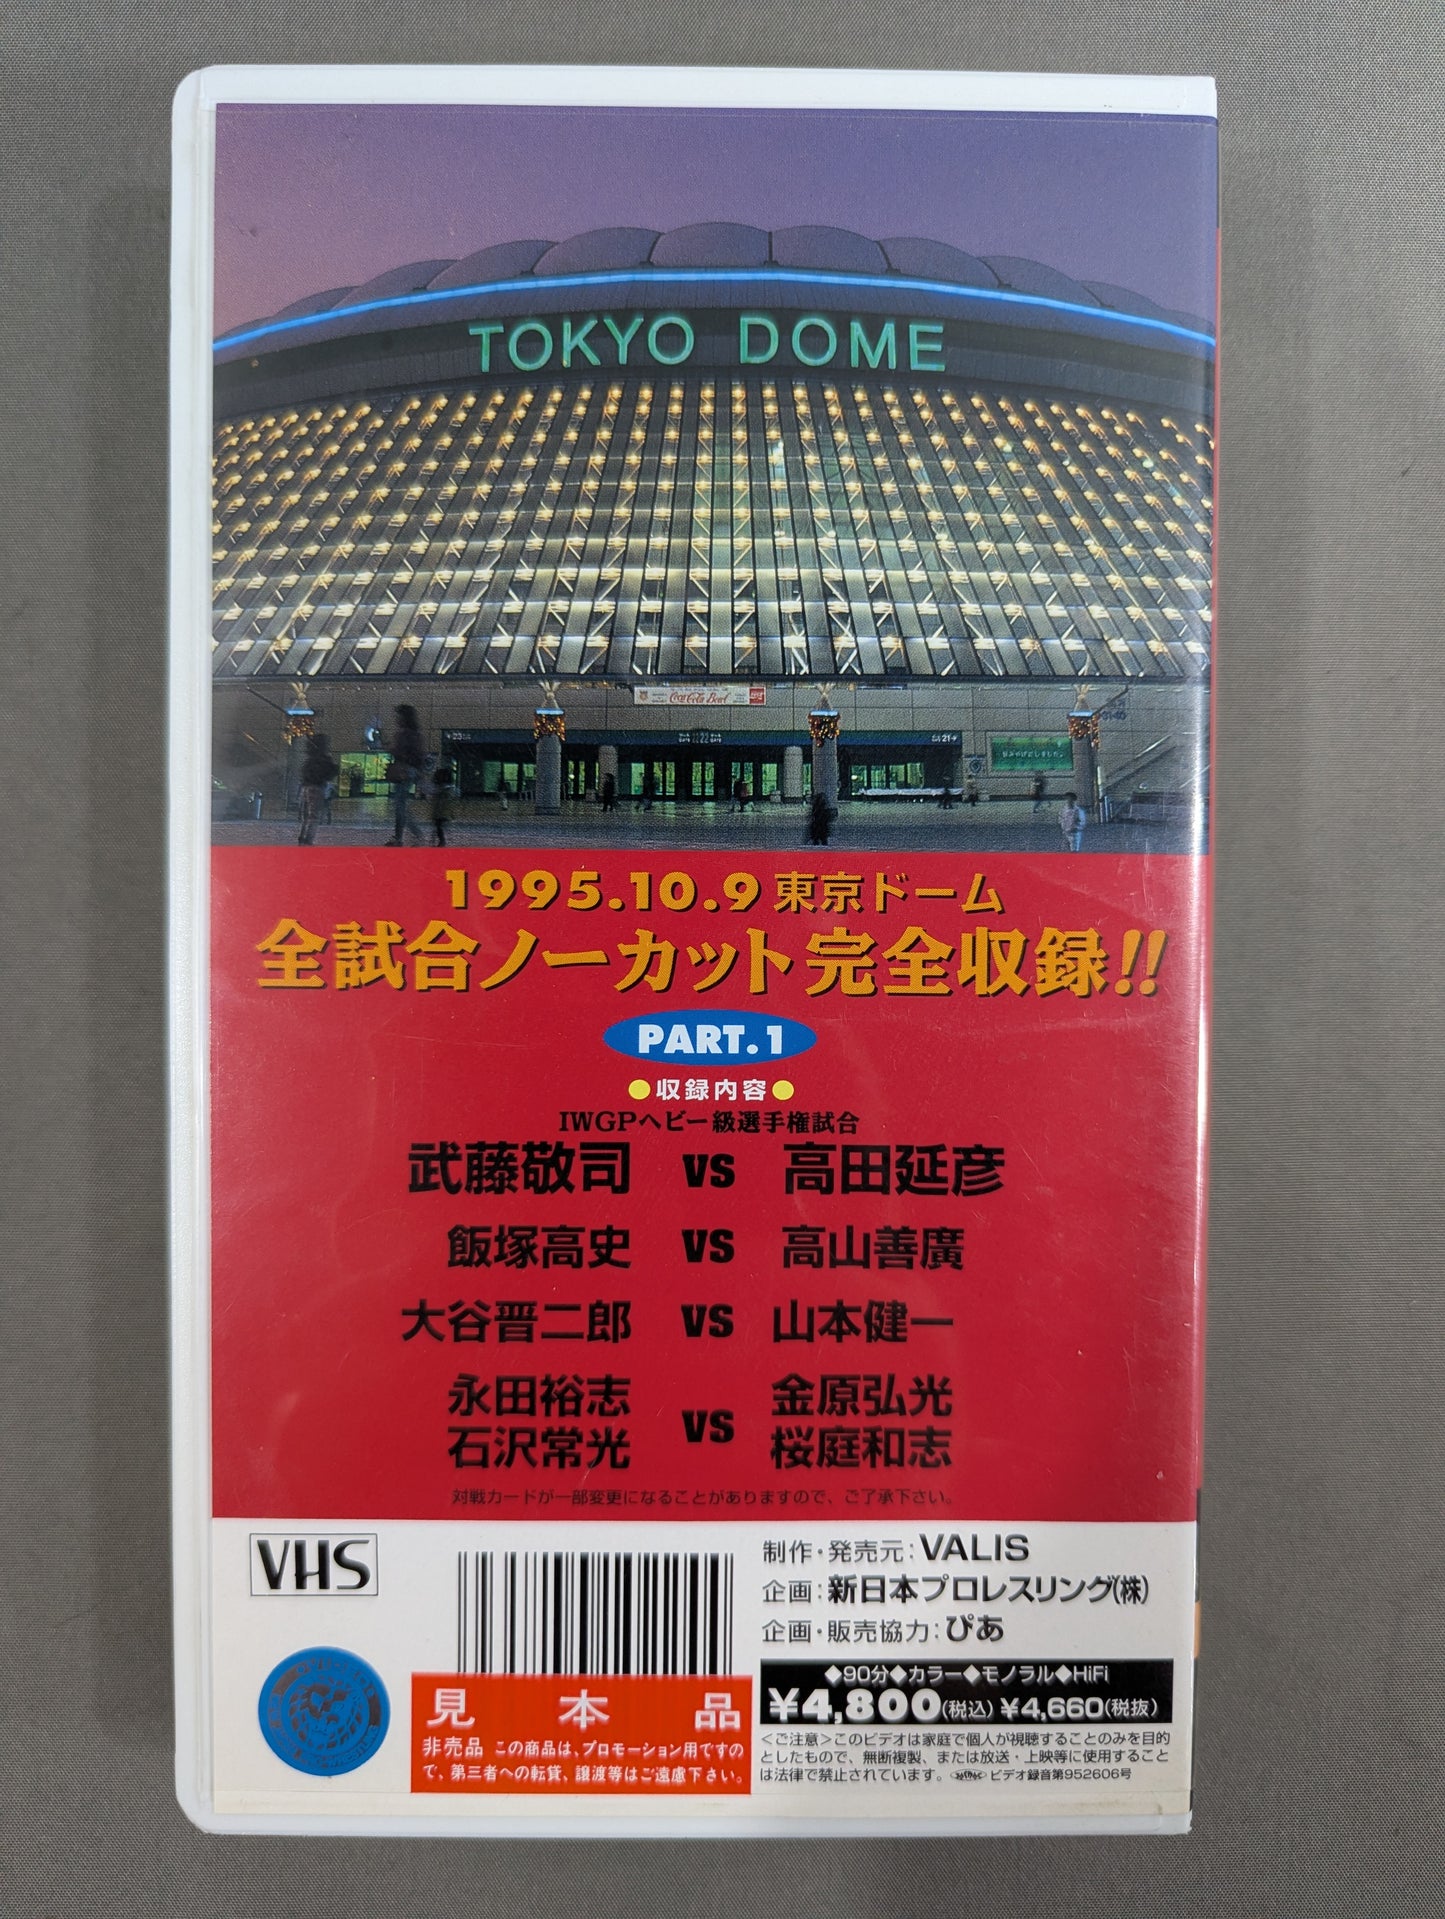 TOKYO DOME
Coca-Cola Bowl
1995.10.9 東京ドーム
全試合ノーカット完全収録!!
PART.1
●収録内容●
IWGPヘビー級選手権試合
武藤敬司 VS 高田延彦
飯塚高史 VS 高山善廣
大谷晋二郎 VS 山本健一
永田裕志 石沢常光 VS 金原弘光 桜庭和志
対戦カードが一部変更になることがありますので、ご了承下さい。
VHS
制作・発売元：VALIS
企画：新日本プロレスリング(株)
企画・販売協力：ぴあ
◆90分◆カラー◆モノラル◆HiFi
¥4,800(税込) ¥4,660(税抜)
<ご注意>このビデオは家庭で個人が視聴することのみを目的
としたもので、無断複製、または放送・上映等に使用すること
は法律で禁止されています。 ビデオ録音第952606号
見本品
非売品 この商品は、プロモーション用ですの
で、第三者への転貸、譲渡等はご遠慮下さい。